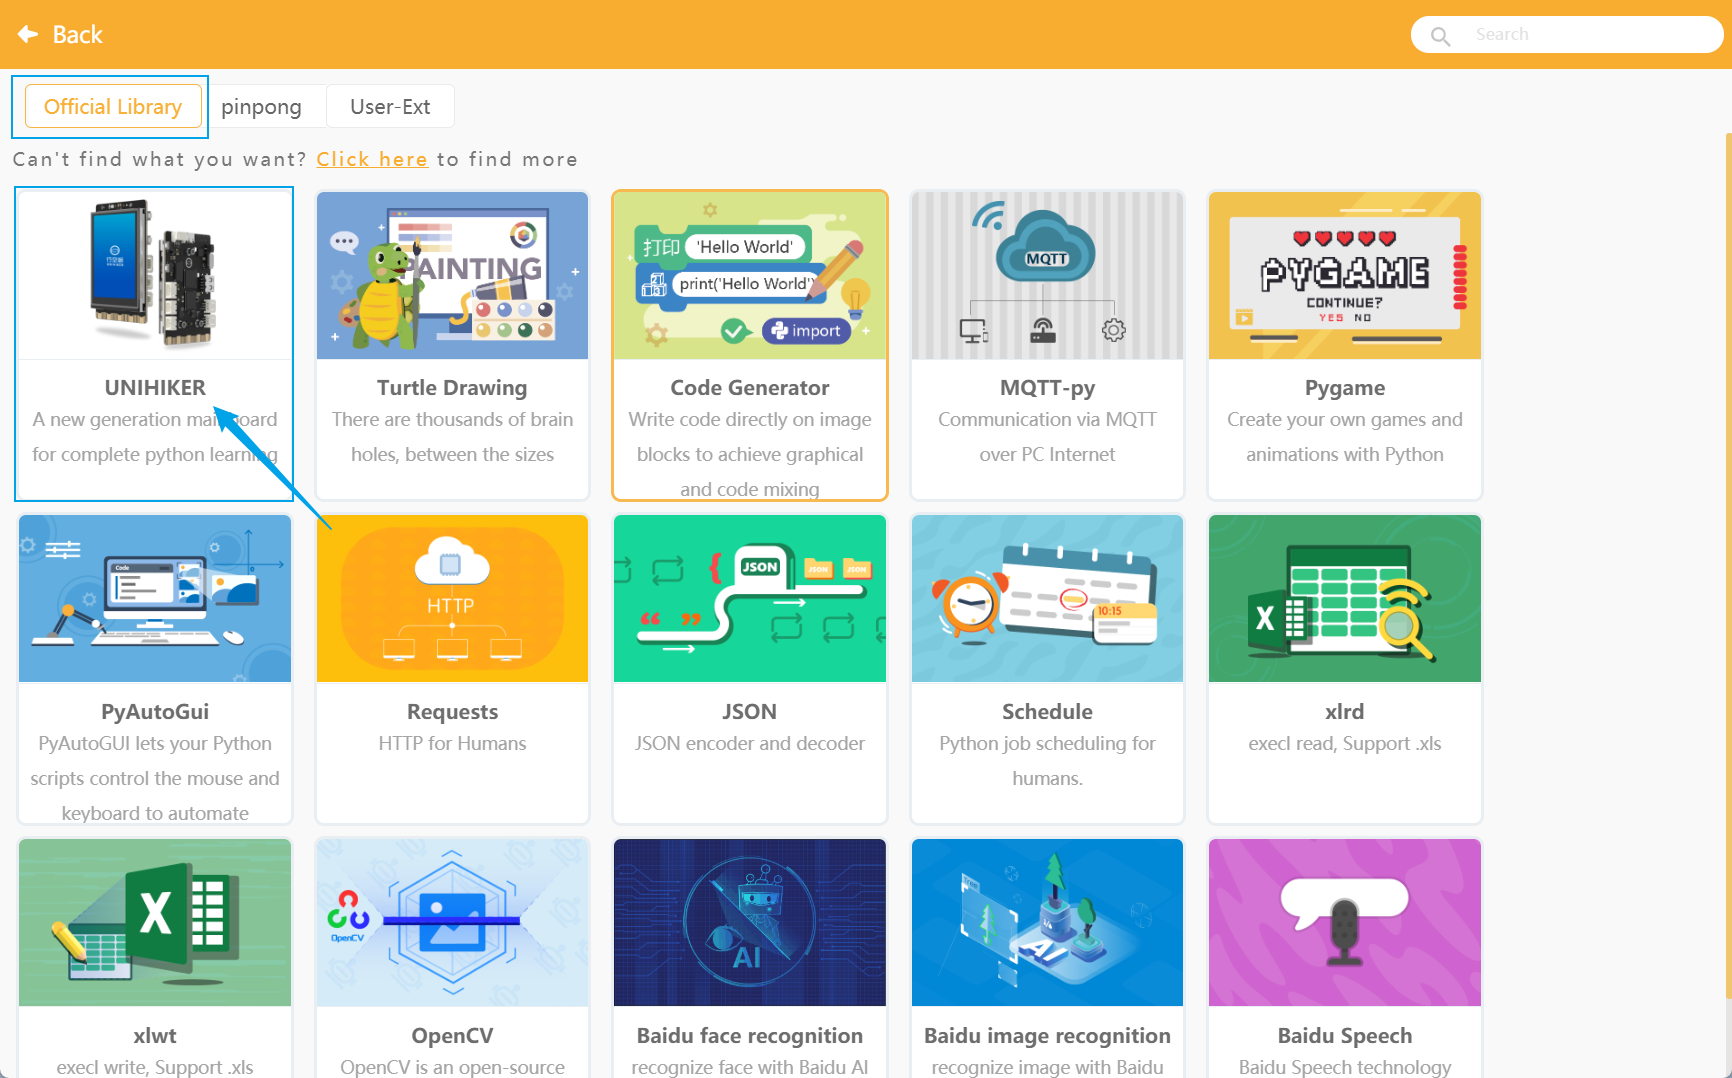 Back
Search
Official Library
pinpong
User-Ext
Can't find what you want? Click here to find more
PAINTING
打印 'Hello World'
print('Hello World')
import
MQTT
PYGAME
CONTINUE?
YES NO
UNIHIKER
A new generation mainboard
for complete python learning
Turtle Drawing
There are thousands of brain
holes, between the sizes
Code Generator
Write code directly on image
blocks to achieve graphical
and code mixing
MQTT-py
Communication via MQTT
over PC Internet
Pygame
Create your own games and
animations with Python
Code
HTTP
{ JSON JSON JSON
10:15
X
PyAutoGui
PyAutoGUI lets your Python
scripts control the mouse and
keyboard to automate
Requests
HTTP for Humans
JSON
JSON encoder and decoder
Schedule
Python job scheduling for
humans.
xlrd
execl read, Support .xls
X
OpenCV
AI
AI
xlwt
execl write, Support .xls
OpenCV
OpenCV is an open-source
Baidu face recognition
recognize face with Baidu AI
Baidu image recognition
recognize image with Baidu
Baidu Speech
Baidu Speech technology